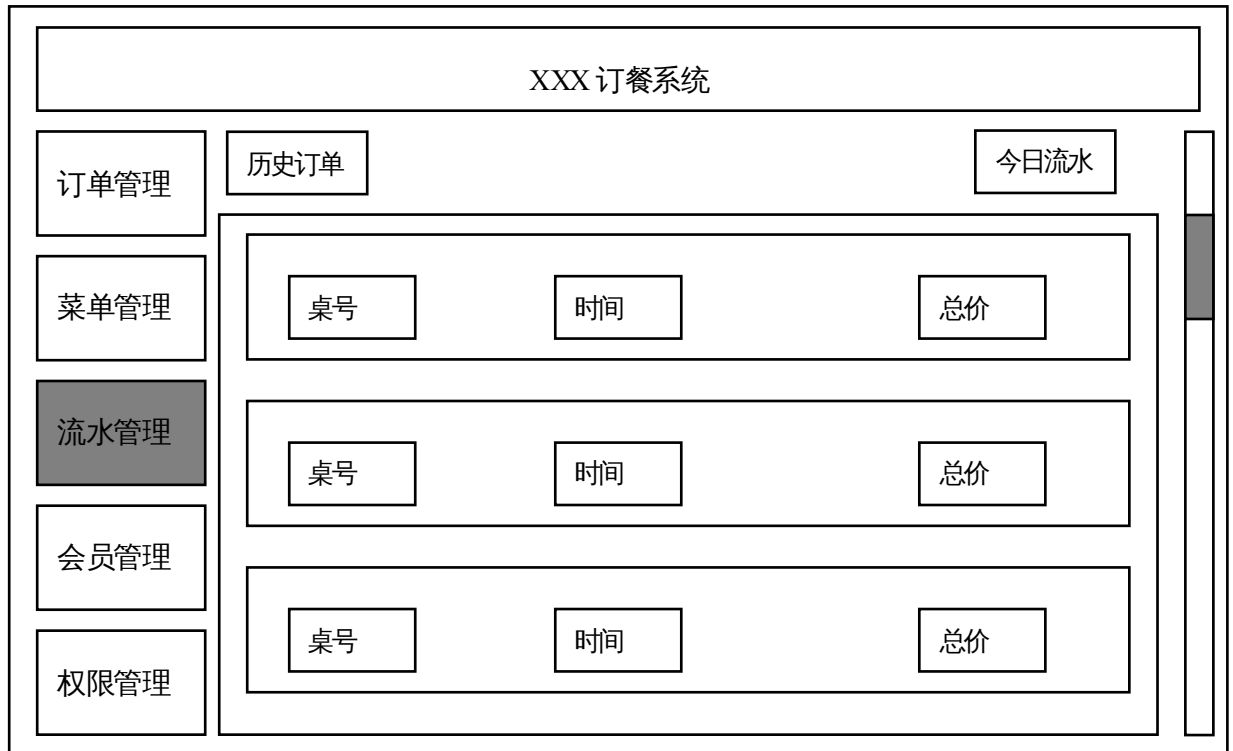 XXX 订餐系统
历史订单
今日流水
订单管理
菜单管理
流水管理
会员管理
权限管理
桌号
时间
总价
桌号
时间
总价
桌号
时间
总价